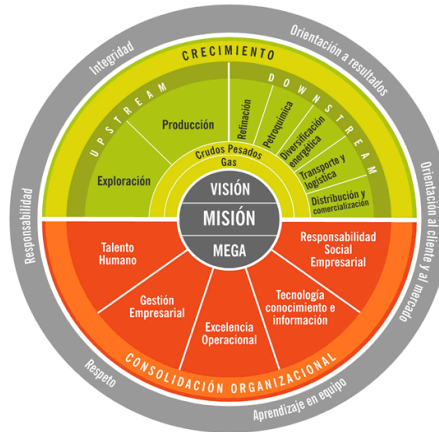 Integridad
Orientación a resultados
CRECIMIENTO
UPSTREAM
DOWNSTREAM
Exploración
Producción
Refinación
Petroquímica
Diversificación
energética
Transporte y
logística
Distribución y
comercialización
Crudos Pesados
Gas
VISIÓN
MISIÓN
MEGA
Responsabilidad
Orientación al cliente y al mercado
Talento
Humano
Gestión
Empresarial
Excelencia
Operacional
Tecnología
conocimiento e
información
Responsabilidad
Social
Empresarial
CONSOLIDACIÓN ORGANIZACIONAL
Respeto
Aprendizaje en equipo